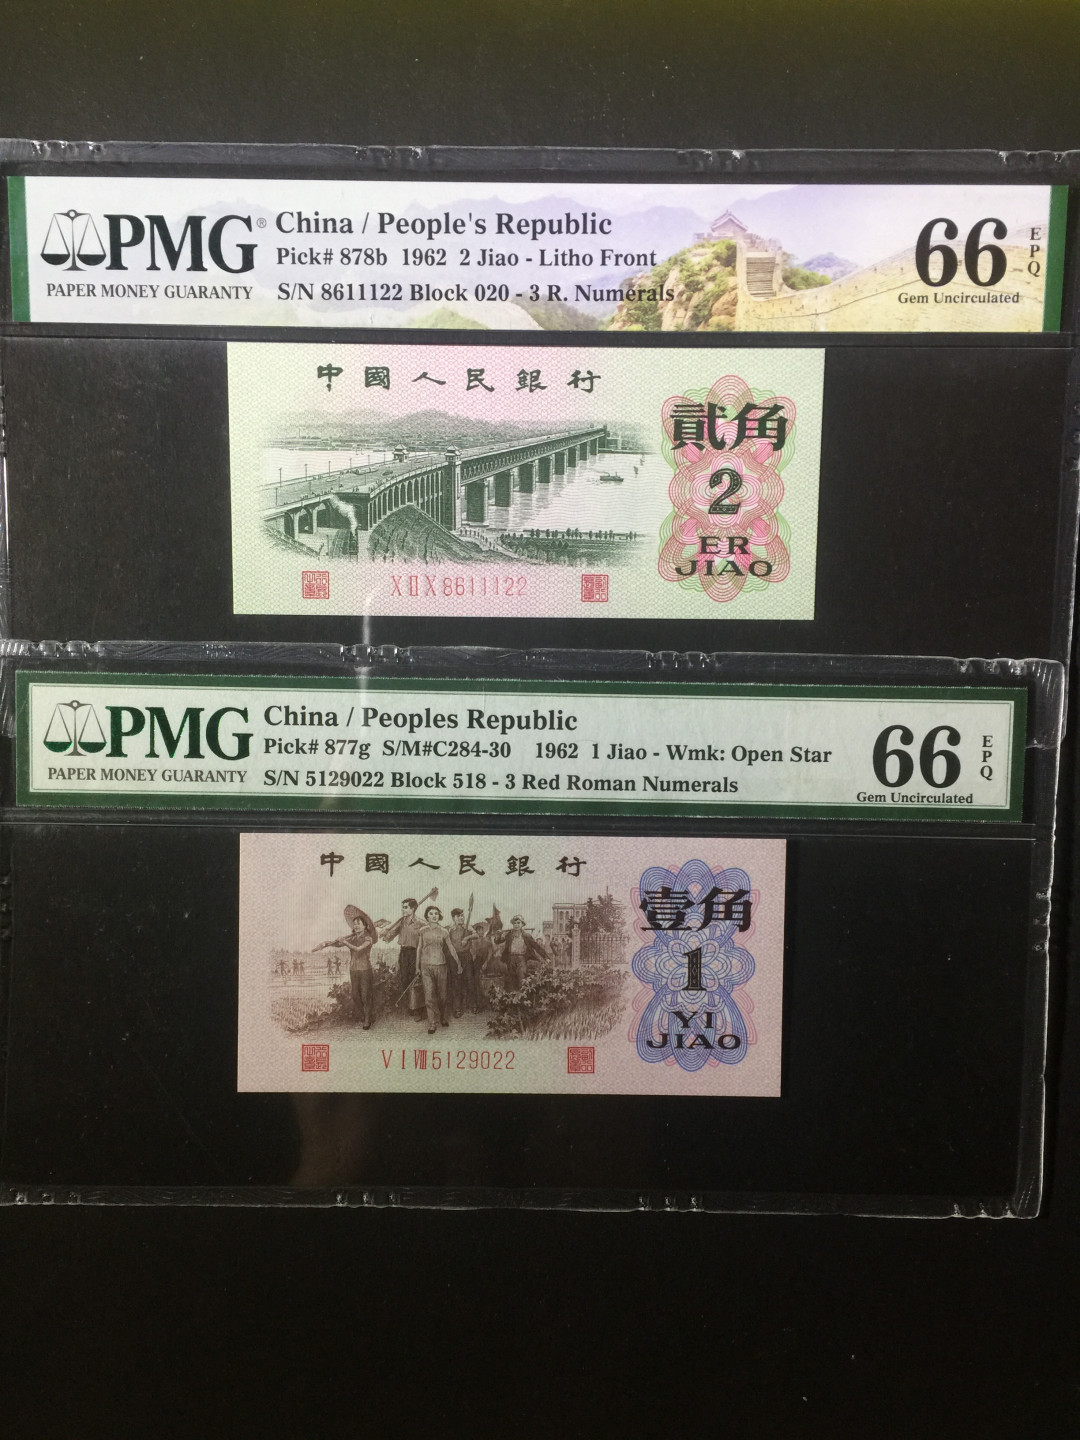 PMG®
PAPER MONEY GUARANTY
China / People's Republic
Pick# 878b 1962 2 Jiao - Litho Front
S/N 8611122 Block 020 - 3 R. Numerals
66
EPQ
Gem Uncirculated
中國人民銀行
貳角
2
ER
JIAO
X II X 8611122
PMG
PAPER MONEY GUARANTY
China / Peoples Republic
Pick# 877g S/M#C284-30 1962 1 Jiao - Wmk: Open Star
S/N 5129022 Block 518 - 3 Red Roman Numerals
66
EPQ
Gem Uncirculated
中國人民銀行
壹角
1
YI
JIAO
V I VIII 5129022